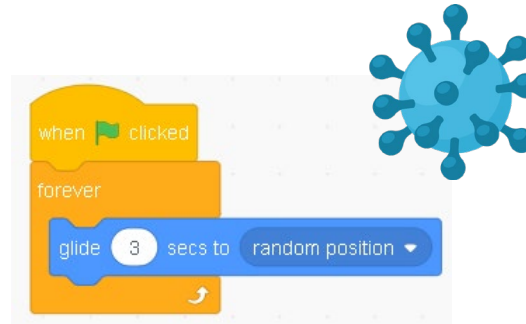 when clicked
forever
glide 3 secs to random position